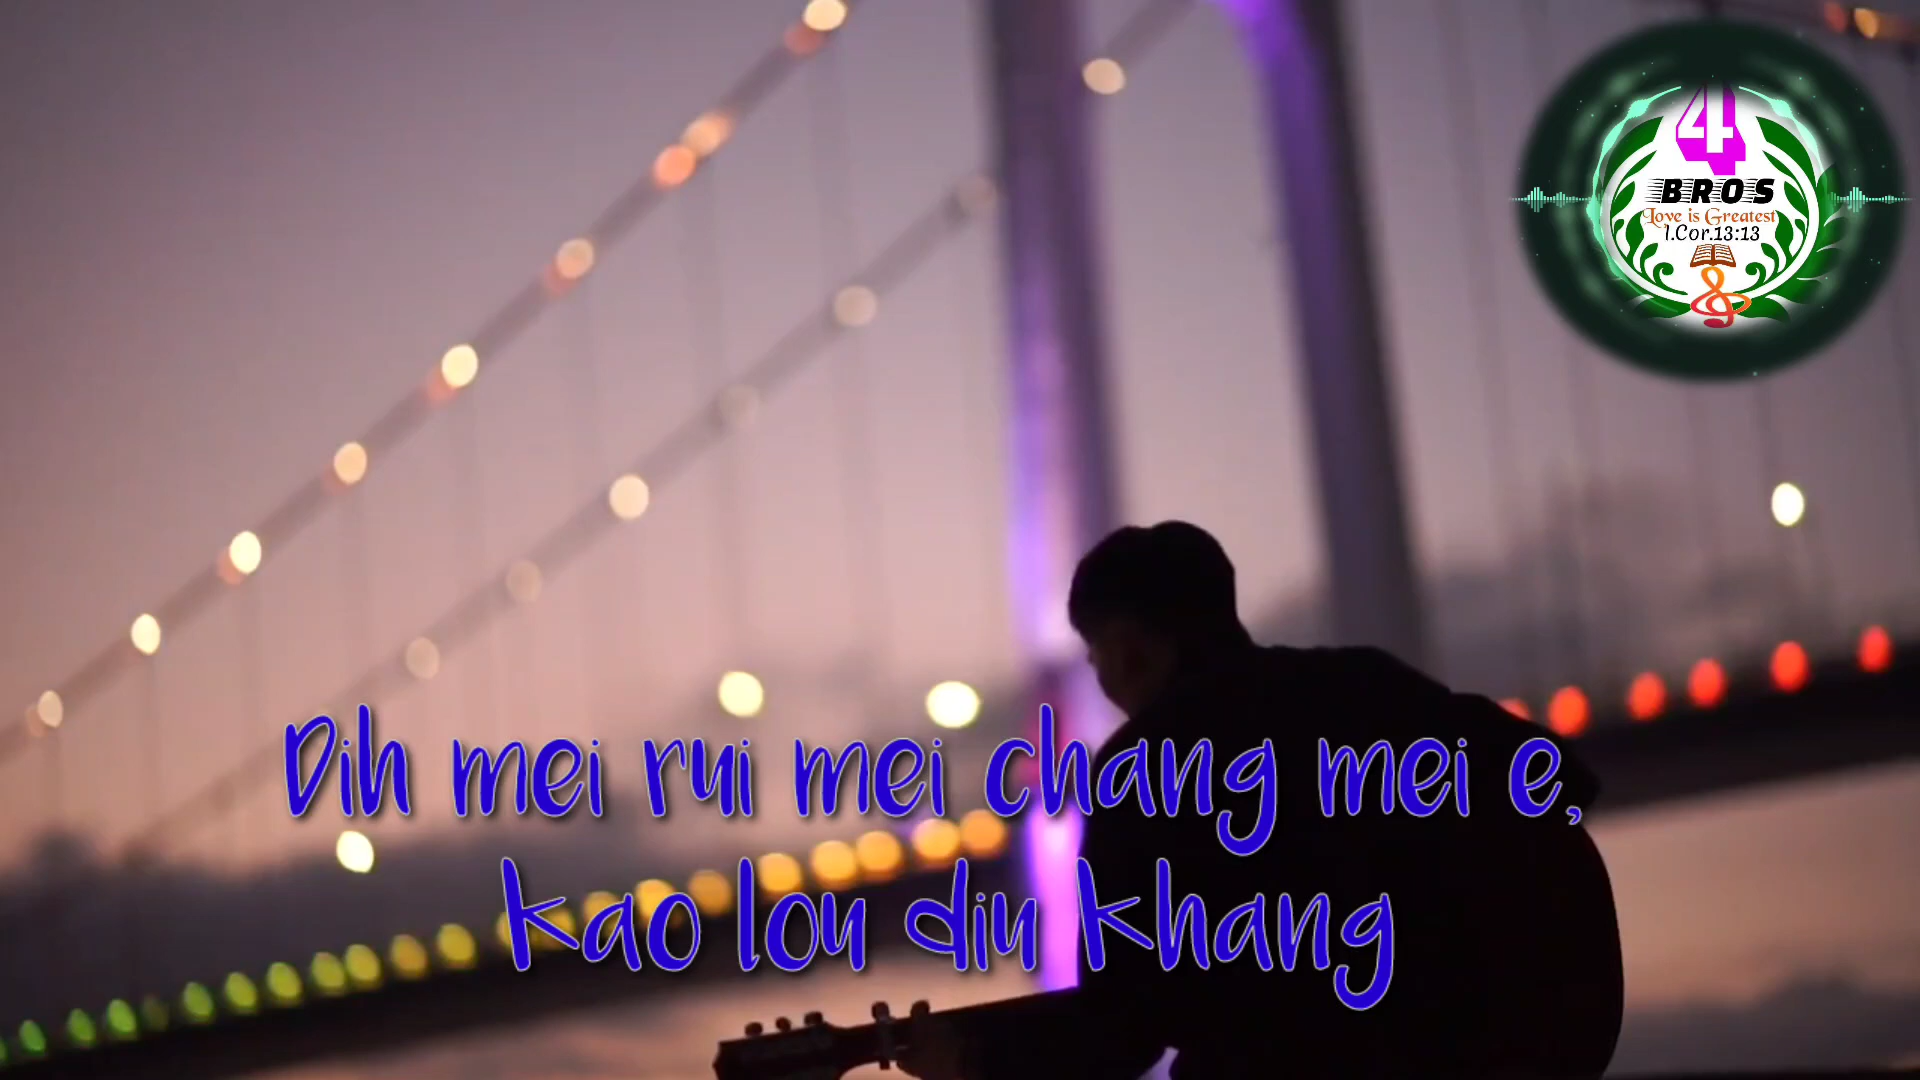 4
BROS
Love is Greatest
1.Cor.13:13
Dih mei rui mei chang mei e,
kao lou diu khang